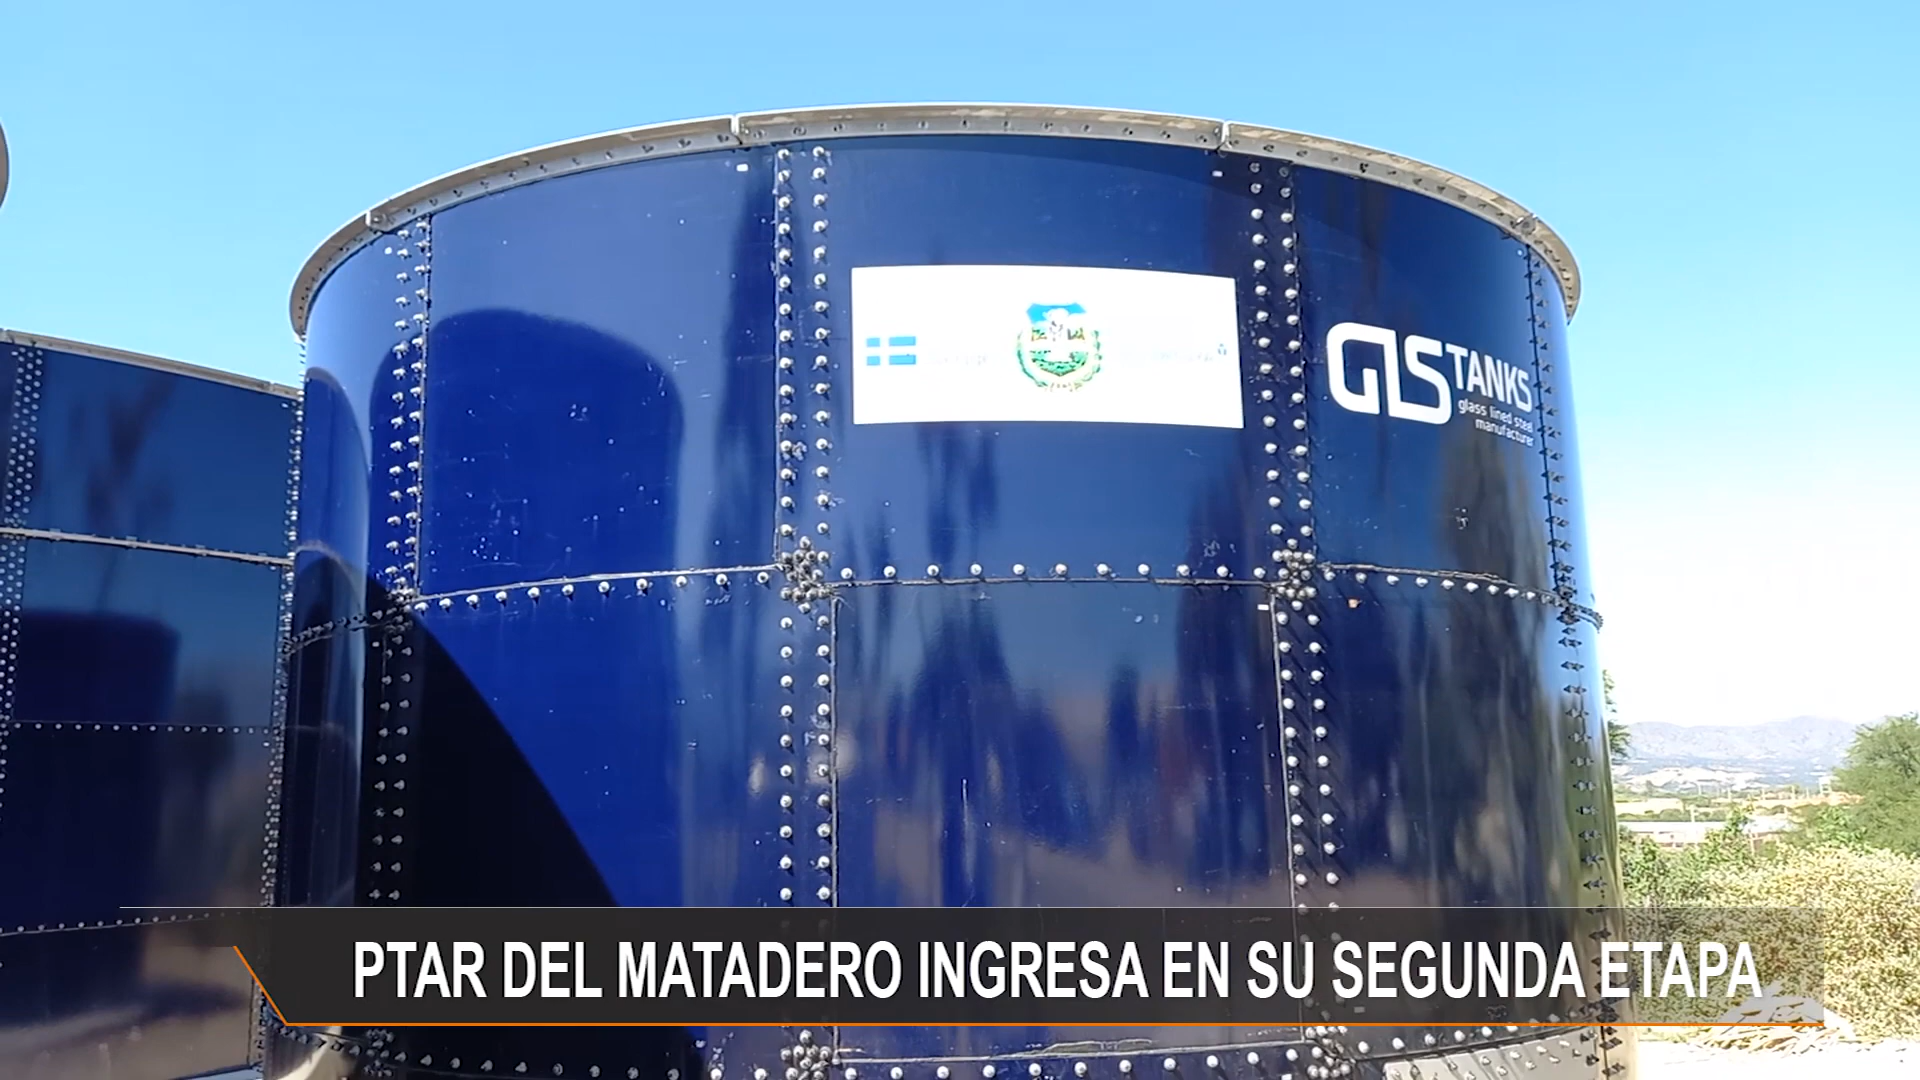 GLS TANKS
glass lined steel
manufacturer
PTAR DEL MATADERO INGRESA EN SU SEGUNDA ETAPA